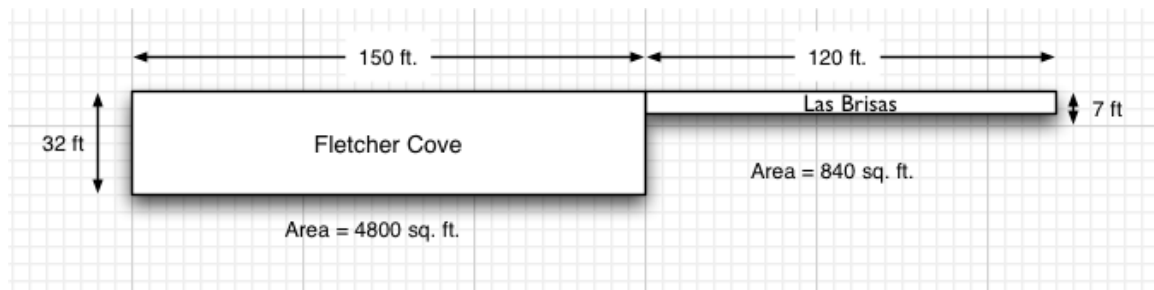 150 ft.
120 ft.
Las Brisas
7 ft
32 ft
Fletcher Cove
Area = 840 sq. ft.
Area = 4800 sq. ft.